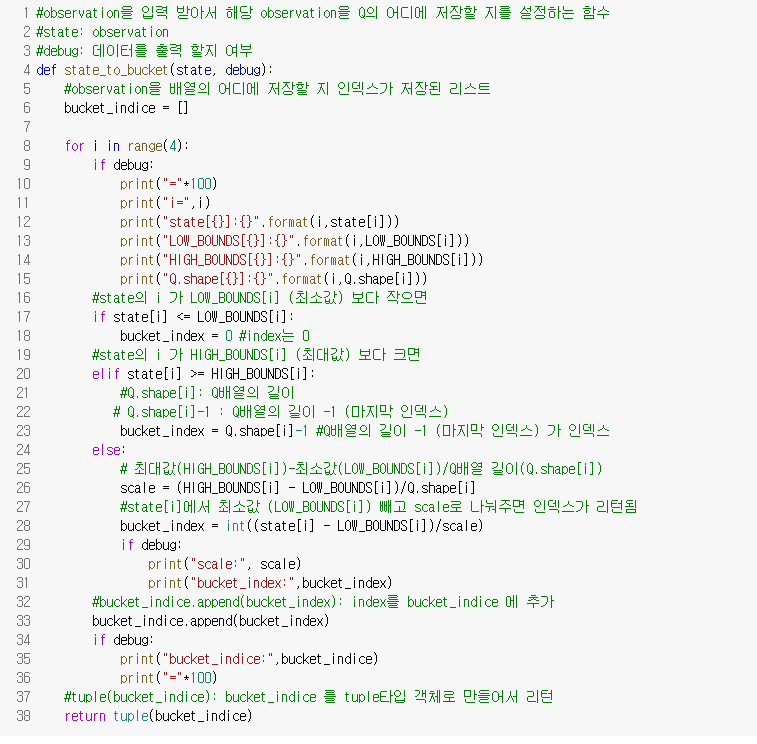 1 #observation을 입력 받아서 해당 observation을 Q의 어디에 저장할 지를 설정하는 함수
2 #state: observation
3 #debug: 데이터를 출력 할지 여부
4 def state_to_bucket(state, debug):
5     #observation을 배열의 어디에 저장할 지 인덱스가 저장된 리스트
6     bucket_indice = []
7
8     for i in range(4):
9         if debug:
10             print("="*100)
11             print("i=",i)
12             print("state[{}]:{}".format(i,state[i]))
13             print("LOW_BOUNDS[{}]:{}".format(i,LOW_BOUNDS[i]))
14             print("HIGH_BOUNDS[{}]:{}".format(i,HIGH_BOUNDS[i]))
15             print("Q.shape[{}]:{}".format(i,Q.shape[i]))
16         #state의 i 가 LOW_BOUNDS[i] (최소값) 보다 작으면
17         if state[i] <= LOW_BOUNDS[i]:
18             bucket_index = 0 #index는 0
19         #state의 i 가 HIGH_BOUNDS[i] (최대값) 보다 크면
20         elif state[i] >= HIGH_BOUNDS[i]:
21             #Q.shape[i]: Q배열의 길이
22            # Q.shape[i]-1 : Q배열의 길이 -1 (마지막 인덱스)
23             bucket_index = Q.shape[i]-1 #Q배열의 길이 -1 (마지막 인덱스) 가 인덱스
24         else:
25             # 최대값(HIGH_BOUNDS[i])-최소값(LOW_BOUNDS[i])/Q배열 길이(Q.shape[i])
26             scale = (HIGH_BOUNDS[i] - LOW_BOUNDS[i])/Q.shape[i]
27             #state[i]에서 최소값 (LOW_BOUNDS[i]) 빼고 scale로 나눠주면 인덱스가 리턴됨
28             bucket_index = int((state[i] - LOW_BOUNDS[i])/scale)
29             if debug:
30                 print("scale:", scale)
31                 print("bucket_index:",bucket_index)
32         #bucket_indice.append(bucket_index): index를 bucket_indice 에 추가
33         bucket_indice.append(bucket_index)
34         if debug:
35             print("bucket_indice:",bucket_indice)
36             print("="*100)
37     #tuple(bucket_indice): bucket_indice 를 tuple타입 객체로 만들어서 리턴
38     return tuple(bucket_indice)